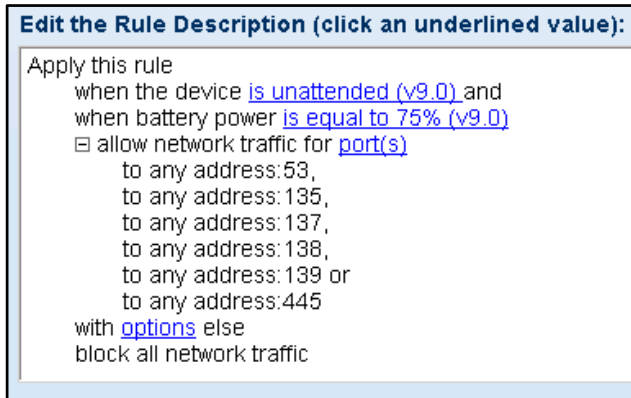 Edit the Rule Description (click an underlined value):
Apply this rule
when the device is unattended (v9.0) and
when battery power is equal to 75% (v9.0)
allow network traffic for port(s)
to any address:53,
to any address:135,
to any address:137,
to any address:138,
to any address:139 or
to any address:445
with options else
block all network traffic